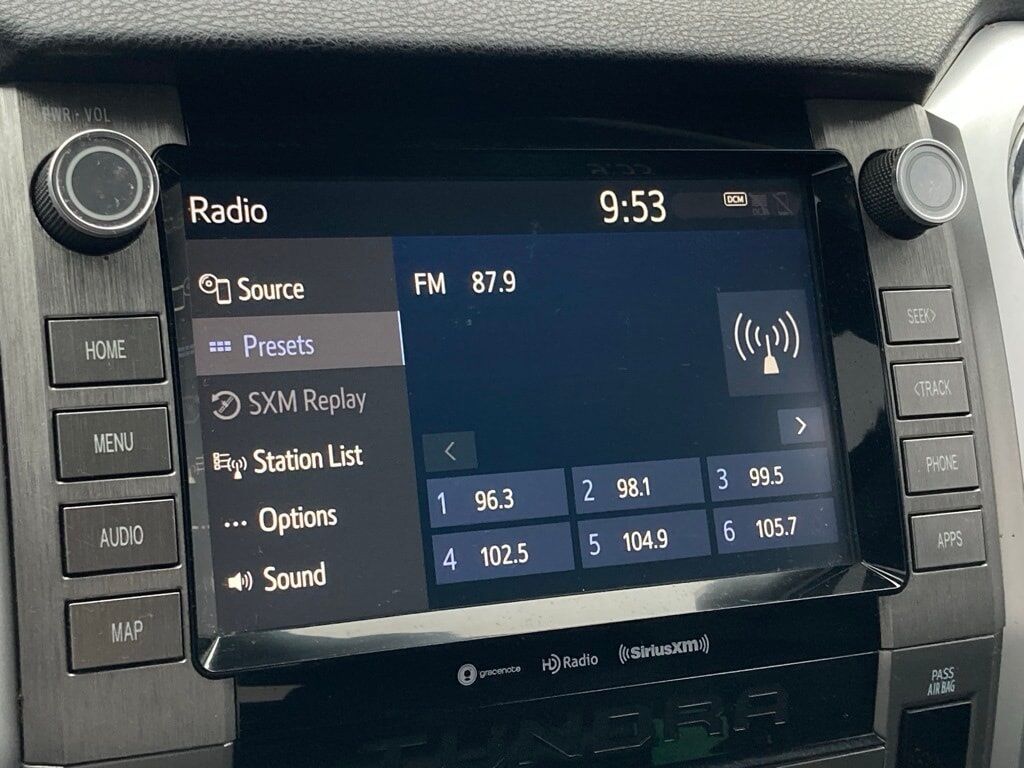 PWR·VOL
Radio 9:53 DCM
Source
FM 87.9
Presets
SXM Replay
Station List
... Options
Sound
<
>
1 96.3
2 98.1
3 99.5
4 102.5
5 104.9
6 105.7
HOME
MENU
AUDIO
MAP
SEEK>
<TRACK
PHONE
APPS
gracenote
HD Radio
((SiriusXM))
TUNDRA
PASS
AIR BAG